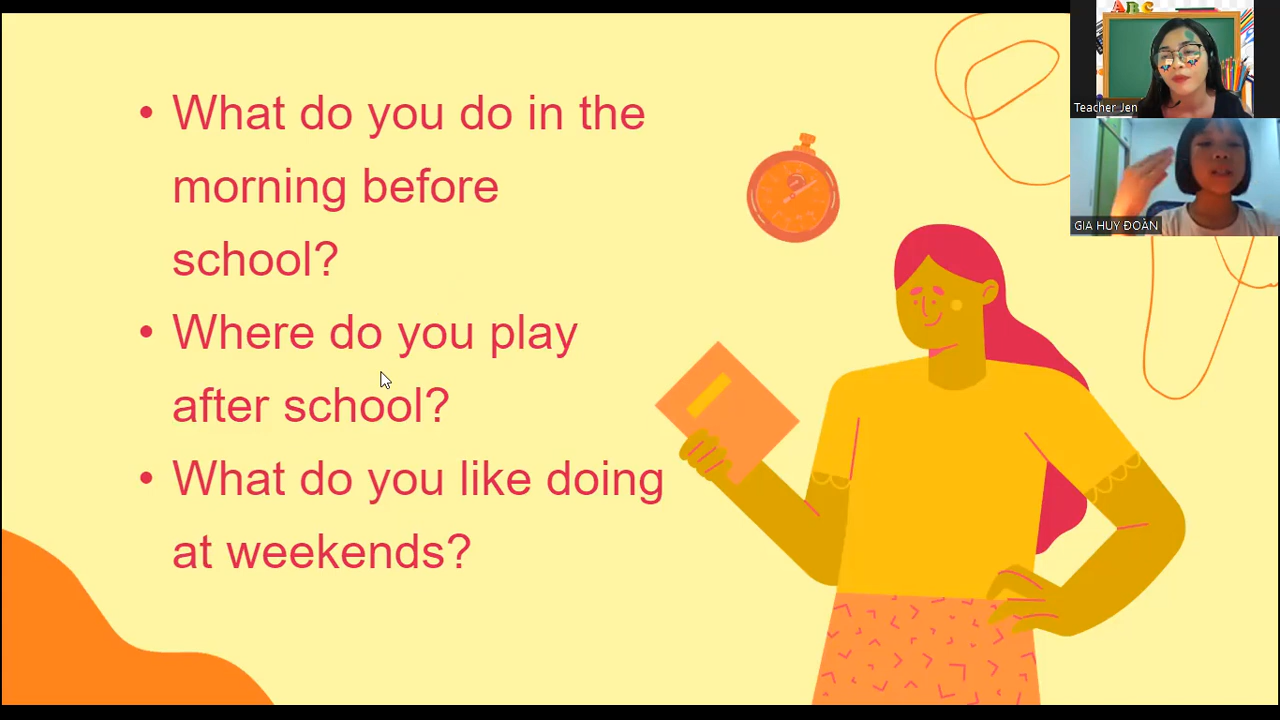 • What do you do in the
morning before
school?
• Where do you play
after school?
• What do you like doing
at weekends?
ABC
Teacher Jen
GIA HUY ĐOÀN